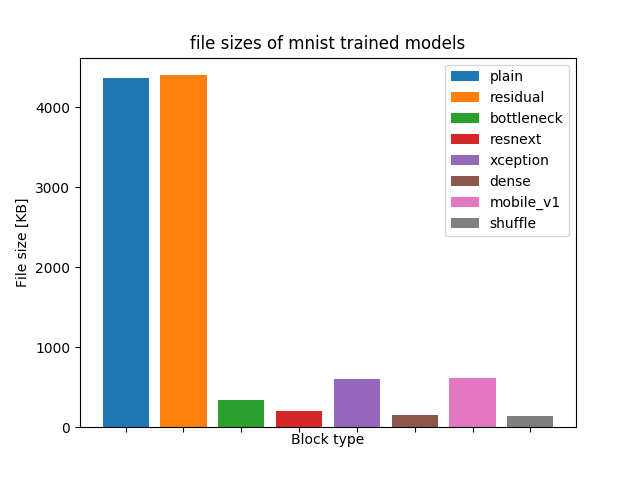 file sizes of mnist trained models
File size [KB]
4000
3000
2000
1000
0
Block type
plain
residual
bottleneck
resnext
xception
dense
mobile_v1
shuffle